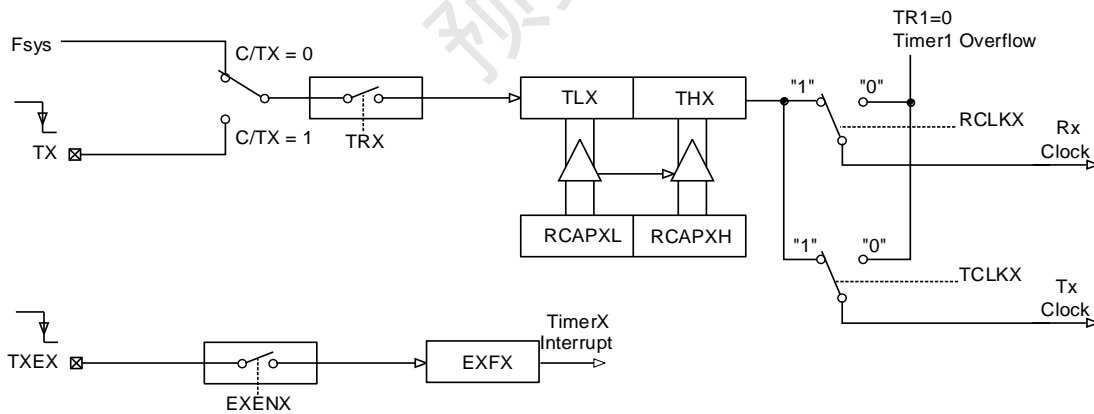 TR1=0
Timer1 Overflow
Fsys
C/TX = 0
C/TX = 1
TX
TRX
TLX
THX
RCAPXL
RCAPXH
"1"
"0"
RCLKX
Rx
Clock
"1"
"0"
TCLKX
Tx
Clock
TXEX
EXENX
EXFX
TimerX
Interrupt
预